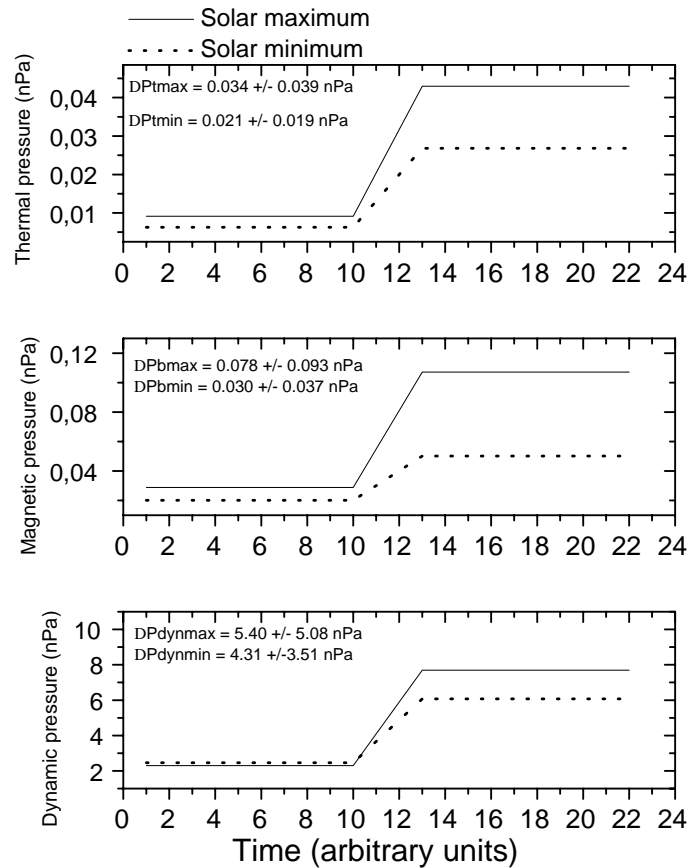 Solar maximum
Solar minimum
Thermal pressure (nPa)
0,04
0,03
0,02
0,01
DPtmax = 0.034 +/- 0.039 nPa
DPtmin = 0.021 +/- 0.019 nPa
0 2 4 6 8 10 12 14 16 18 20 22 24
Magnetic pressure (nPa)
0,12
0,08
0,04
DPbmax = 0.078 +/- 0.093 nPa
DPbmin = 0.030 +/- 0.037 nPa
0 2 4 6 8 10 12 14 16 18 20 22 24
Dynamic pressure (nPa)
10
8
6
4
2
DPdynmax = 5.40 +/- 5.08 nPa
DPdynmin = 4.31 +/-3.51 nPa
0 2 4 6 8 10 12 14 16 18 20 22 24
Time (arbitrary units)